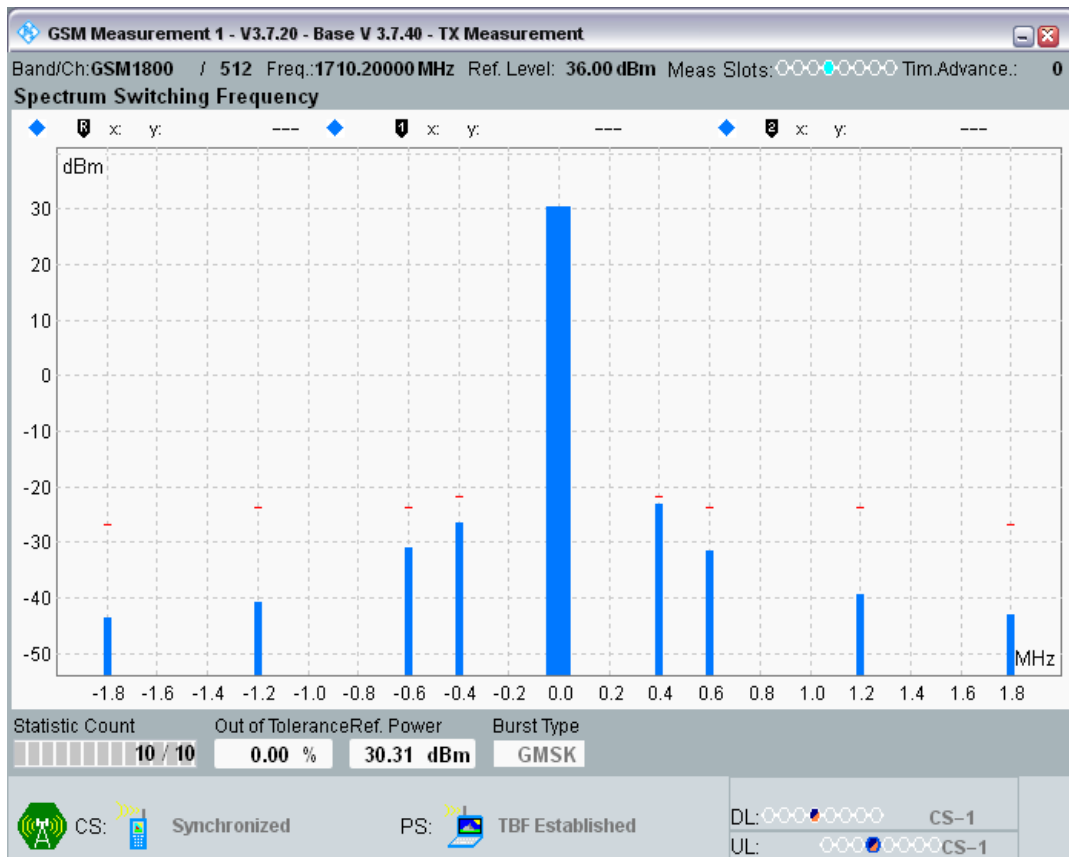 GSM Measurement 1 - V3.7.20 - Base V 3.7.40 - TX Measurement
Band/Ch:GSM1800 / 512 Freq.:1710.20000 MHz Ref. Level: 36.00 dBm Meas Slots: Tim.Advance.: 0
Spectrum Switching Frequency
R x: y: --- 1 x: y: --- 2 x: y: ---
dBm
30
20
10
0
-10
-20
-30
-40
-50
MHz
-1.8 -1.6 -1.4 -1.2 -1.0 -0.8 -0.6 -0.4 -0.2 0.0 0.2 0.4 0.6 0.8 1.0 1.2 1.4 1.6 1.8
Statistic Count Out of Tolerance Ref. Power Burst Type
10 / 10 0.00 % 30.31 dBm GMSK
CS: Synchronized PS: TBF Established
DL: CS-1
UL: CS-1